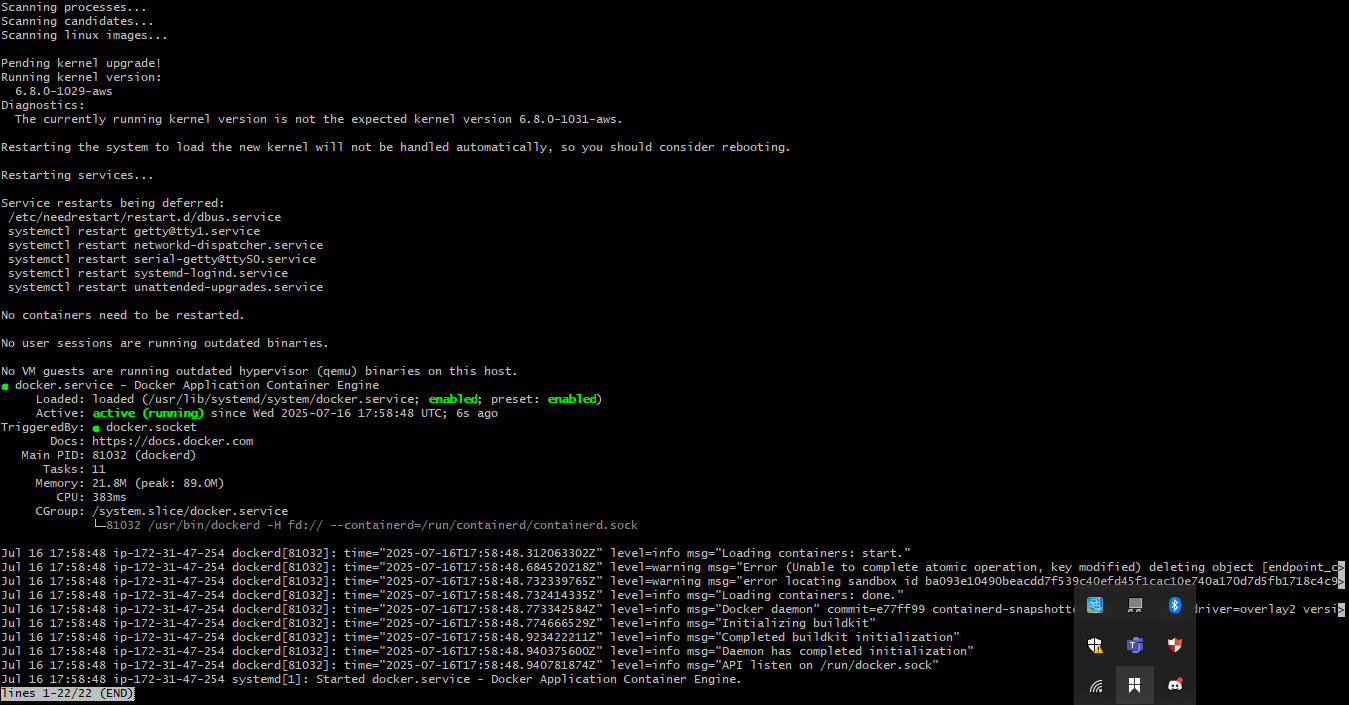 Scanning processes...
Scanning candidates...
Scanning linux images...
Pending kernel upgrade!
Running kernel version:
  6.8.0-1029-aws
Diagnostics:
  The currently running kernel version is not the expected kernel version 6.8.0-1031-aws.
Restarting the system to load the new kernel will not be handled automatically, so you should consider rebooting.
Restarting services...
Service restarts being deferred:
 /etc/needrestart/restart.d/dbus.service
 systemctl restart getty@tty1.service
 systemctl restart networkd-dispatcher.service
 systemctl restart serial-getty@ttyS0.service
 systemctl restart systemd-logind.service
 systemctl restart unattended-upgrades.service
No containers need to be restarted.
No user sessions are running outdated binaries.
No VM guests are running outdated hypervisor (qemu) binaries on this host.
● docker.service - Docker Application Container Engine
     Loaded: loaded (/usr/lib/systemd/system/docker.service; enabled; preset: enabled)
     Active: active (running) since Wed 2025-07-16 17:58:48 UTC; 6s ago
TriggeredBy: ● docker.socket
       Docs: https://docs.docker.com
   Main PID: 81032 (dockerd)
      Tasks: 11
     Memory: 21.8M (peak: 89.0M)
        CPU: 383ms
     CGroup: /system.slice/docker.service
             └─81032 /usr/bin/dockerd -H fd:// --containerd=/run/containerd/containerd.sock
Jul 16 17:58:48 ip-172-31-47-254 dockerd[81032]: time="2025-07-16T17:58:48.312063302Z" level=info msg="Loading containers: start."
Jul 16 17:58:48 ip-172-31-47-254 dockerd[81032]: time="2025-07-16T17:58:48.684520218Z" level=warning msg="Error (Unable to complete atomic operation, key modified) deleting object [endpoint_c>
Jul 16 17:58:48 ip-172-31-47-254 dockerd[81032]: time="2025-07-16T17:58:48.732339765Z" level=warning msg="error locating sandbox id ba093e10490beacdd7f539c40efd45f1cac10e740a170d7d5fb1718c4c9>
Jul 16 17:58:48 ip-172-31-47-254 dockerd[81032]: time="2025-07-16T17:58:48.732414335Z" level=info msg="Loading containers: done."
Jul 16 17:58:48 ip-172-31-47-254 dockerd[81032]: time="2025-07-16T17:58:48.773342584Z" level=info msg="Docker daemon" commit=e77ff99 containerd-snapshotte driver=overlay2 versi>
Jul 16 17:58:48 ip-172-31-47-254 dockerd[81032]: time="2025-07-16T17:58:48.774666529Z" level=info msg="Initializing buildkit"
Jul 16 17:58:48 ip-172-31-47-254 dockerd[81032]: time="2025-07-16T17:58:48.923422211Z" level=info msg="Completed buildkit initialization"
Jul 16 17:58:48 ip-172-31-47-254 dockerd[81032]: time="2025-07-16T17:58:48.940375600Z" level=info msg="Daemon has completed initialization"
Jul 16 17:58:48 ip-172-31-47-254 dockerd[81032]: time="2025-07-16T17:58:48.940781874Z" level=info msg="API listen on /run/docker.sock"
Jul 16 17:58:48 ip-172-31-47-254 systemd[1]: Started docker.service - Docker Application Container Engine.
lines 1-22/22 (END)